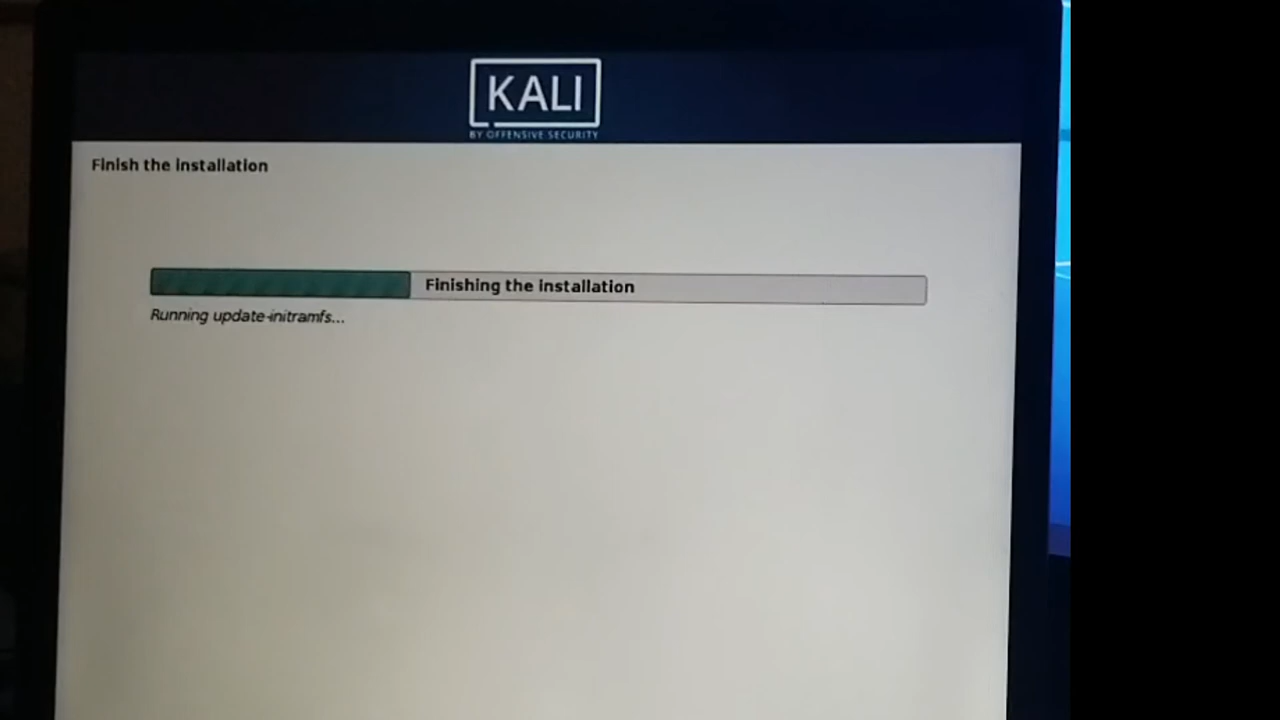 KALI
BY OFFENSIVE SECURITY
Finish the installation
Finishing the installation
Running update-initramfs...